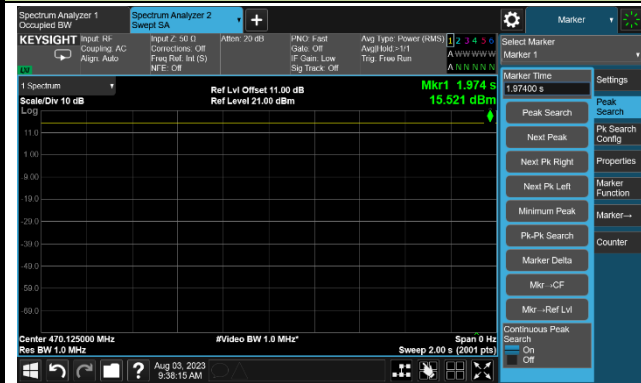 Spectrum Analyzer 1
Occupied BW
Spectrum Analyzer 2
Swept SA
+
Marker
KEYSIGHT
Input: RF
Coupling: AC
Align: Auto
Input Z: 50 Ω
Corrections: Off
Freq Ref: Int (S)
NFE: Off
Atten: 20 dB
PNO: Fast
Gate: Off
IF Gain: Low
Sig Track: Off
Avg Type: Power (RMS)
Avg|Hold:>1/1
Trig: Free Run
1 2 3 4 5 6
A W W W W W
A N N N N N
Select Marker
Marker 1
1 Spectrum
Scale/Div 10 dB
Log
Ref Lvl Offset 11.00 dB
Ref Level 21.00 dBm
Mkr1 1.974 s
15.521 dBm
11.0
1.00
-9.00
-19.0
-29.0
-39.0
-49.0
-59.0
-69.0
Center 470.125000 MHz
Res BW 1.0 MHz
#Video BW 1.0 MHz*
Span 0 Hz
Sweep 2.00 s (2001 pts)
Marker Time
1.97400 s
Peak Search
Next Peak
Next Pk Right
Next Pk Left
Minimum Peak
Pk-Pk Search
Marker Delta
Mkr→CF
Mkr→Ref Lvl
Continuous Peak
Search
On
Off
Settings
Peak
Search
Pk Search
Config
Properties
Marker
Function
Marker→
Counter
?
Aug 03, 2023
9:38:15 AM